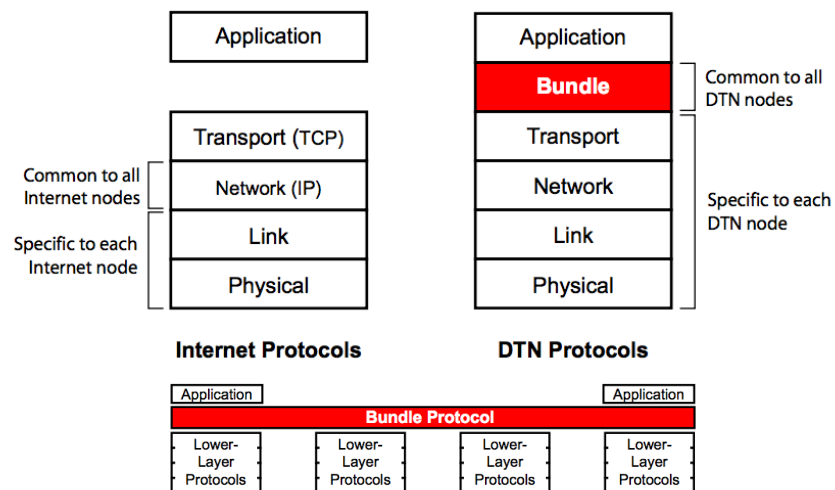 Application
Transport (TCP)
Common to all
Internet nodes
Network (IP)
Specific to each
Internet node
Link
Physical
Internet Protocols
Application
Bundle
Common to all
DTN nodes
Transport
Network
Link
Physical
Specific to each
DTN node
DTN Protocols
Application
Application
Bundle Protocol
Lower-
Layer
Protocols
Lower-
Layer
Protocols
Lower-
Layer
Protocols
Lower-
Layer
Protocols